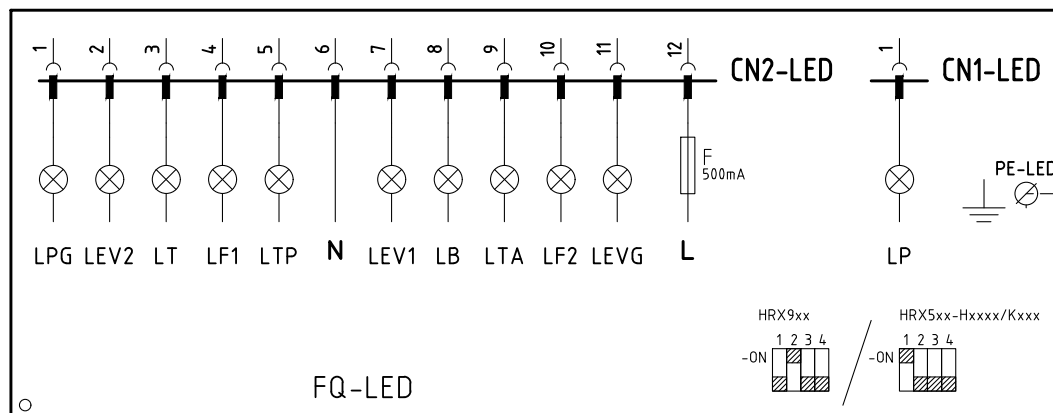 1 2 3 4 5 6 7 8 9 10 11 12 CN2-LED 1 CN1-LED
F
500mA
PE-LED
LPG LEV2 LT LF1 LTP N LEV1 LB LTA LF2 LEVG L LP
HRX9xx HRX5xx-Hxxxx/Kxxx
1 2 3 4 1 2 3 4
-ON -ON
FQ-LED